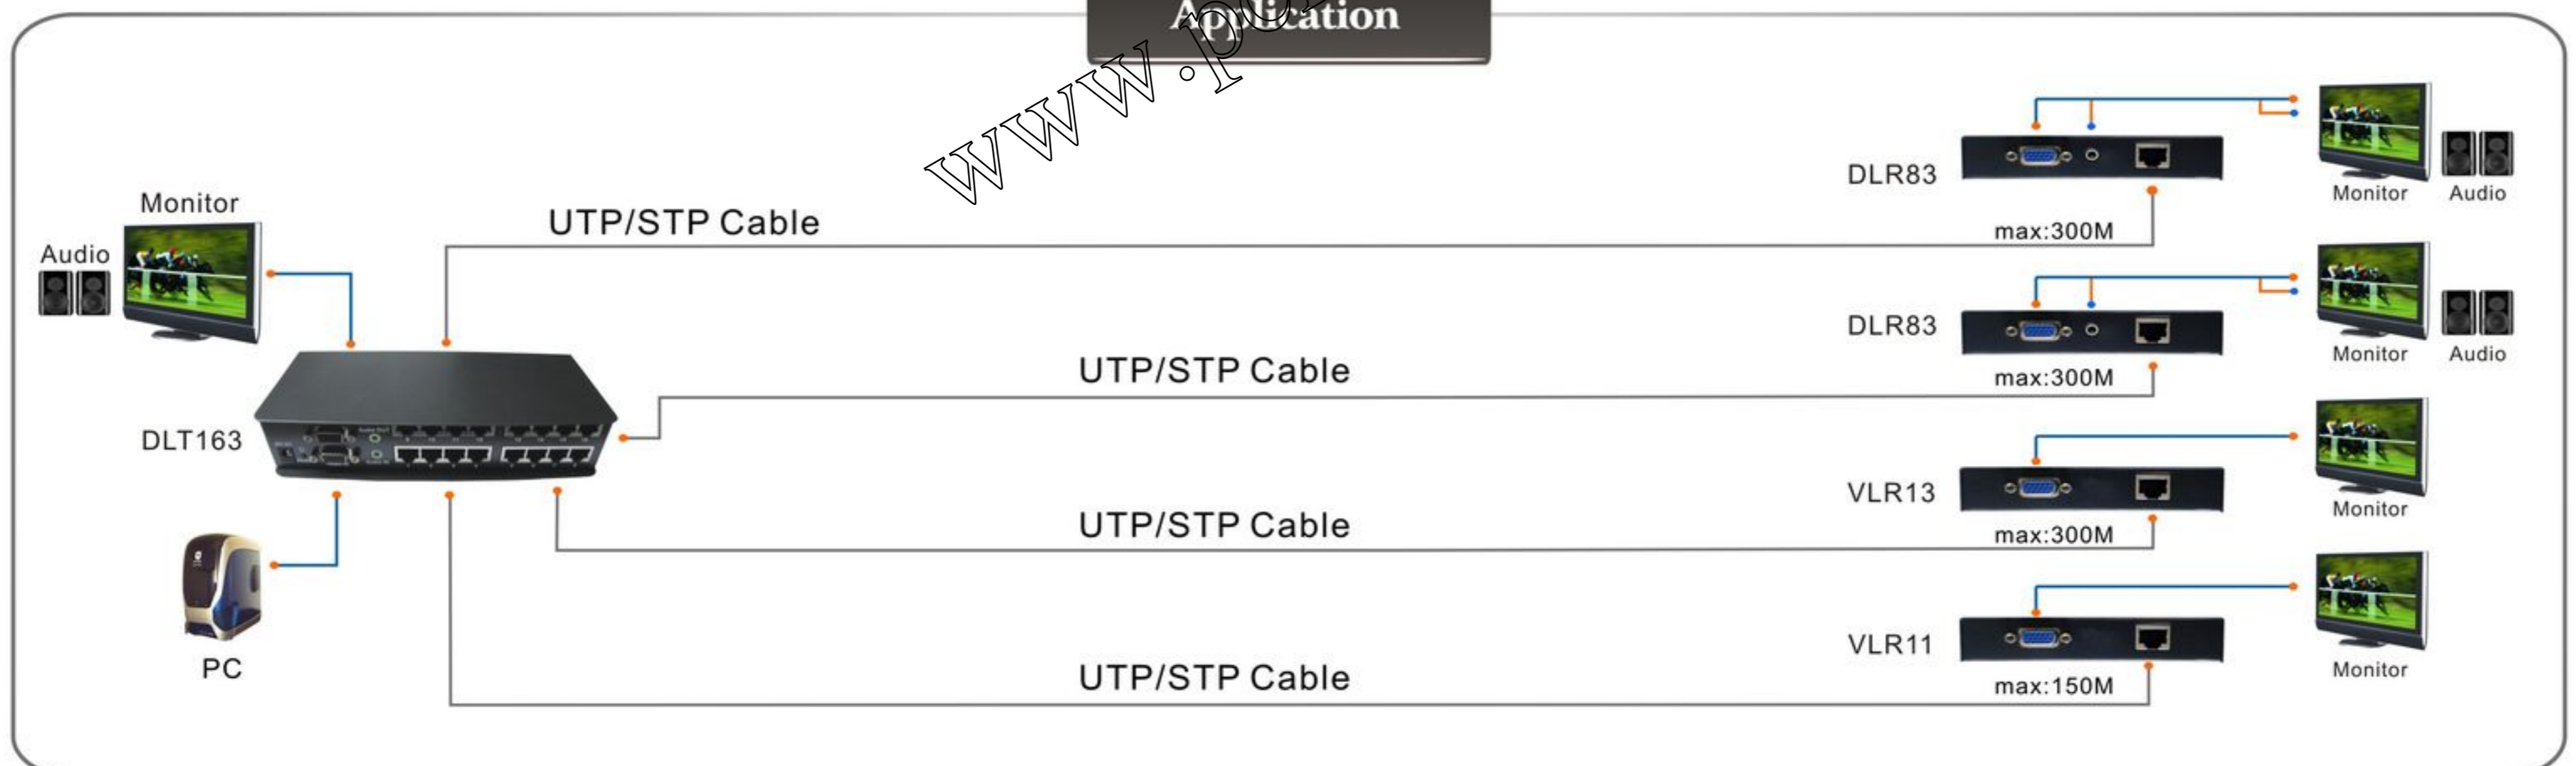 Application
www.po
Monitor
Audio
DLT163
PC
UTP/STP Cable
UTP/STP Cable
UTP/STP Cable
UTP/STP Cable
DLR83
max:300M
Monitor
Audio
DLR83
max:300M
Monitor
Audio
VLR13
max:300M
Monitor
VLR11
max:150M
Monitor